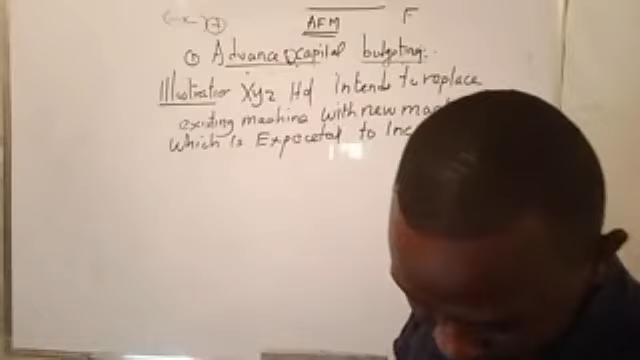 AFM F
① Advance capital budgeting..
Illustration Xyz Htd intends to replace
existing machine with new mac
which is Expected to Inc